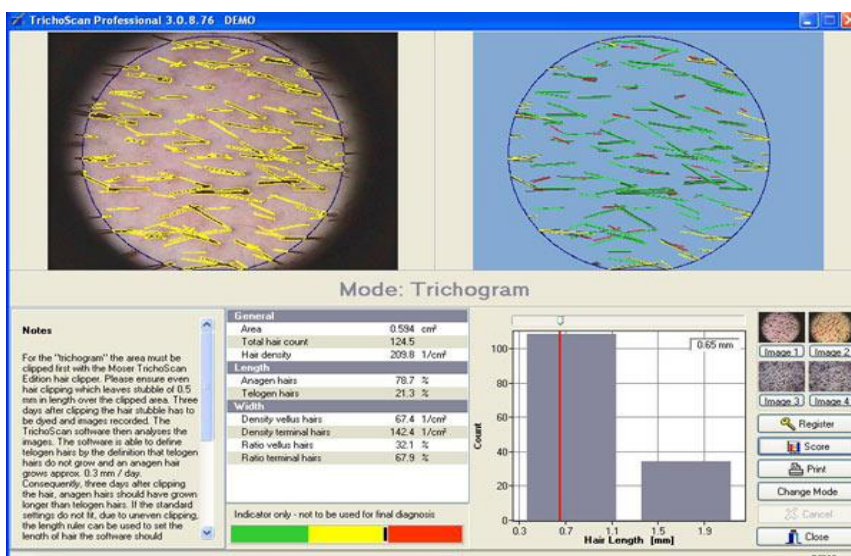 TrichoScan Professional 3.0.8.76 DEMO
Mode: Trichogram
Notes
For the "trichogram" the area must be
clipped first with the Moser TrichoScan
Edition hair clipper. Please ensure even
hair clipping which leaves stubble of 0.5
mm in length over the clipped area. Three
days after clipping the hair stubble has to
be dyed and images recorded. The
TrichoScan software then analyses the
images. The software is able to define
telogen hairs by the definition that telogen
hairs do not grow and an anagen hair
grows approx. 0.3 mm / day.
Consequently, three days after clipping
the hair, anagen hairs should have grown
longer than telogen hairs. If the standard
settings do not fit, due to uneven clipping,
the length ruler can be used to set the
length of hair the software should
General
Area 0.594 cm²
Total hair count 124.5
Hair density 209.8 1/cm²
Length
Anagen hairs 78.7 %
Telogen hairs 21.3 %
Width
Density vellus hairs 67.4 1/cm²
Density terminal hairs 142.4 1/cm²
Ratio vellus hairs 32.1 %
Ratio terminal hairs 67.9 %
Indicator only - not to be used for final diagnosis
0.65 mm
100
80
60
40
20
0
Count
0.3 0.7 1.1 1.5 1.9
Hair Length [mm]
Image 1 Image 2
Image 3 Image 4
Register
Score
Print
Change Mode
Cancel
Close